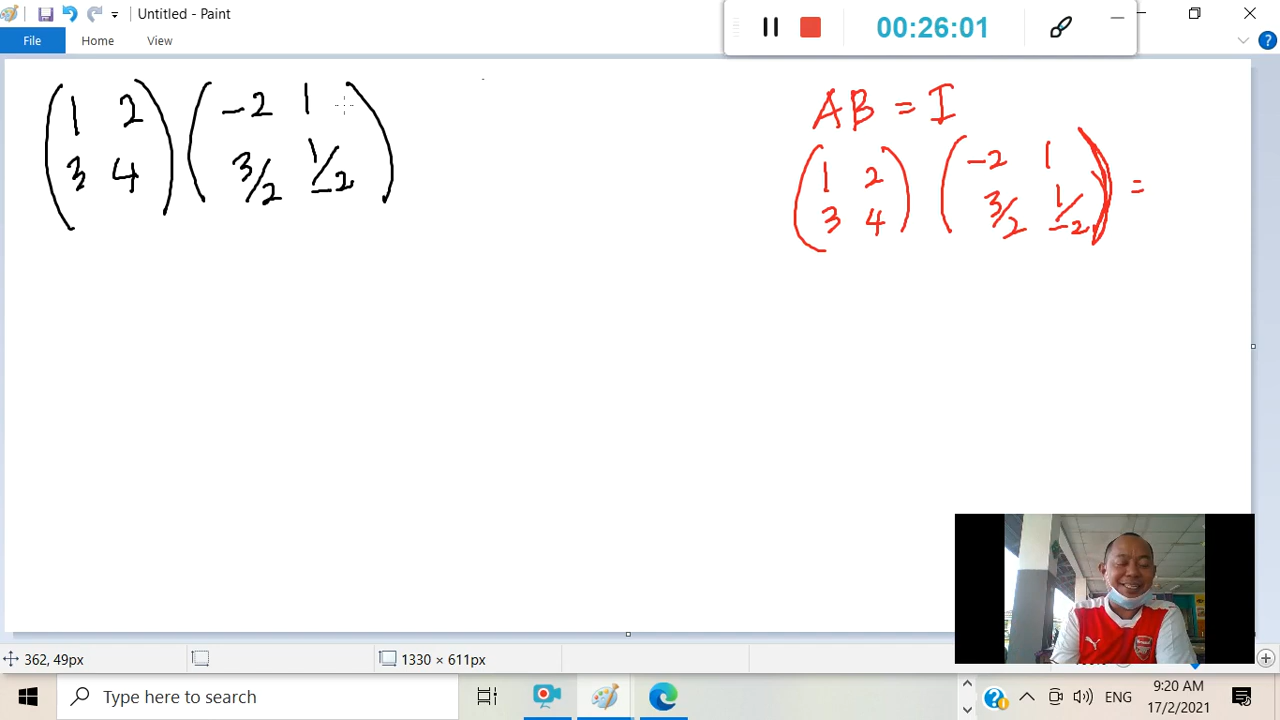 Untitled - Paint
00:26:01
File Home View
( 1 2 ) ( -2 1 )
( 3 4 ) ( 3/2 1/-2 )
AB = I
( 1 2 ) ( -2 1 ) =
( 3 4 ) ( 3/2 1/-2 )
362, 49px
1330 × 611px
Type here to search
ENG
9:20 AM
17/2/2021